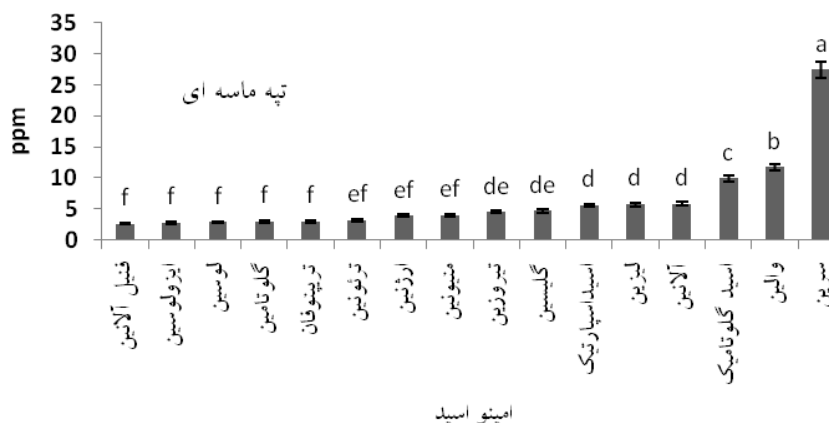 35
30
25
20
15
10
5
0
ppm
تپه ماسه ای
f f f f f ef ef ef de de d d d c b a
فنیل آلانین
ایزولوسین
لوسین
گلوتامین
تریپتوفان
ترئونین
ارژنین
متیونین
تیروزین
گلیسین
اسیداسپارتیک
لیزین
آلانین
اسید گلوتامیک
والین
سرین
امینو اسید